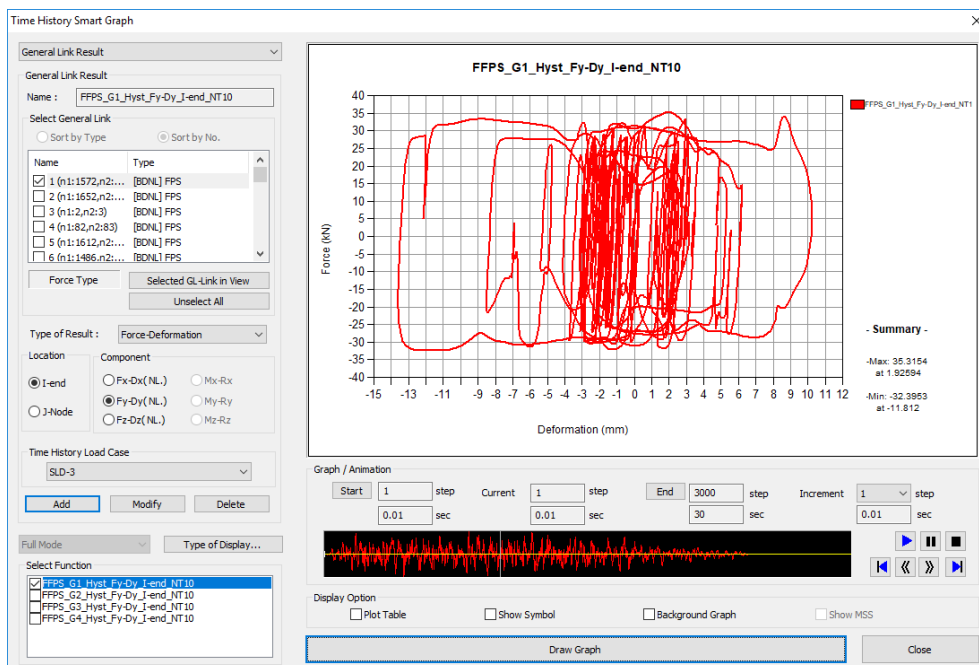 Time History Smart Graph
General Link Result
General Link Result
Name : FFPS_G1_Hyst_Fy-Dy_I-end_NT10
Select General Link
Sort by Type Sort by No.
Name Type
1 (n1:1572,n2:... [BDNL] FPS
2 (n1:1652,n2:... [BDNL] FPS
3 (n1:2,n2:3) [BDNL] FPS
4 (n1:82,n2:83) [BDNL] FPS
5 (n1:1612,n2:... [BDNL] FPS
6 (n1:1486,n2:... [BDNL] FPS
Force Type Selected GL-Link in View
Unselect All
Type of Result : Force-Deformation
Location Component
I-end Fx-Dx( NL.) Mx-Rx
Fy-Dy( NL.) My-Ry
J-Node Fz-Dz( NL.) Mz-Rz
Time History Load Case
SLD-3
Add Modify Delete
Full Mode Type of Display...
Select Function
FFPS_G1_Hyst_Fy-Dy_I-end_NT10
FFPS_G2_Hyst_Fy-Dy_I-end_NT10
FFPS_G3_Hyst_Fy-Dy_I-end_NT10
FFPS_G4_Hyst_Fy-Dy_I-end_NT10
FFPS_G1_Hyst_Fy-Dy_I-end_NT10
FFPS_G1_Hyst_Fy-Dy_I-end_NT1
40
35
30
25
20
15
10
5
0
-5
-10
-15
-20
-25
-30
-35
-40
Force (kN)
-15 -14 -13 -12 -11 -10 -9 -8 -7 -6 -5 -4 -3 -2 -1 0 1 2 3 4 5 6 7 8 9 10 11 12
Deformation (mm)
- Summary -
-Max: 35.3154
at 1.92594
-Min: -32.3953
at -11.812
Graph / Animation
Start 1 step Current 1 step End 3000 step Increment 1 step
0.01 sec 0.01 sec 30 sec 0.01 sec
Display Option
Plot Table Show Symbol Background Graph Show MSS
Draw Graph Close